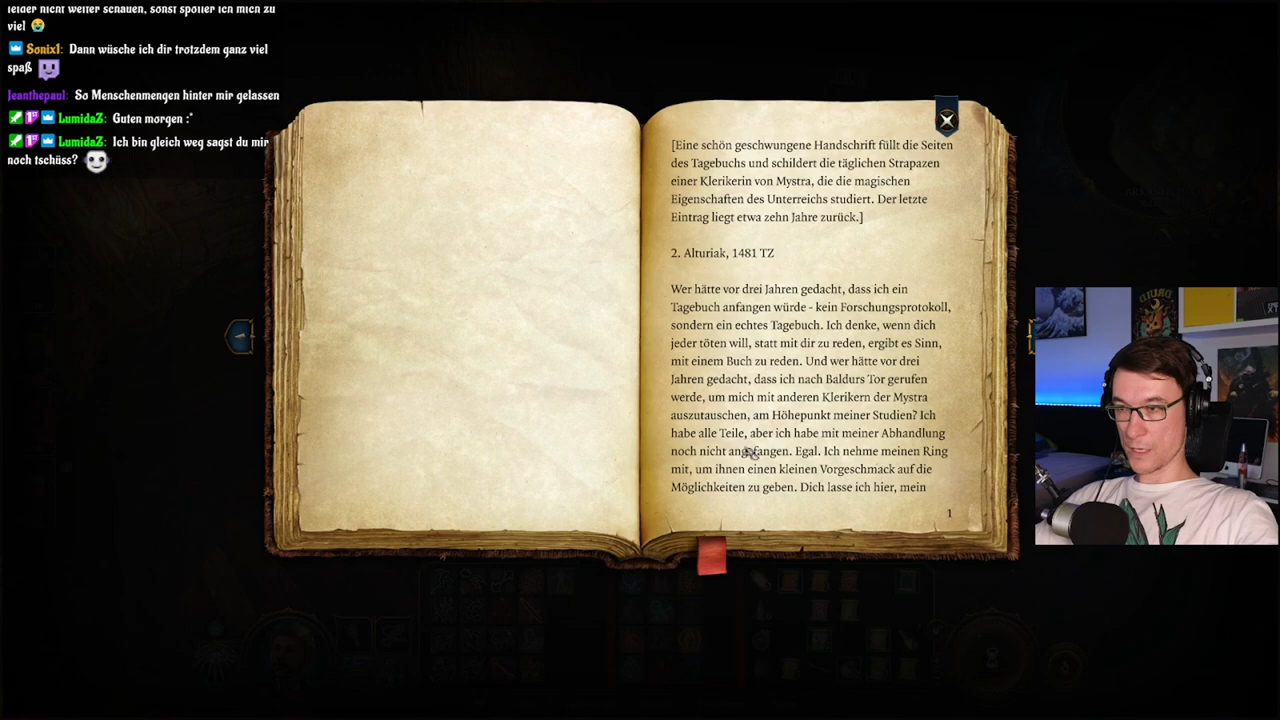 leider nicht weiter schauen, sonst spoiler ich mich zu
viel
Sonix1: Dann wüsche ich dir trotzdem ganz viel
spaß
Jeanthepaul: So Menschenmengen hinter mir gelassen
LumidaZ: Guten morgen :*
LumidaZ: Ich bin gleich weg sagst du mir
noch tschüss?
[Eine schön geschwungene Handschrift füllt die Seiten
des Tagebuchs und schildert die täglichen Strapazen
einer Klerikerin von Mystra, die die magischen
Eigenschaften des Unterreichs studiert. Der letzte
Eintrag liegt etwa zehn Jahre zurück.]
2. Alturiak, 1481 TZ
Wer hätte vor drei Jahren gedacht, dass ich ein
Tagebuch anfangen würde - kein Forschungsprotokoll,
sondern ein echtes Tagebuch. Ich denke, wenn dich
jeder töten will, statt mit dir zu reden, ergibt es Sinn,
mit einem Buch zu reden. Und wer hätte vor drei
Jahren gedacht, dass ich nach Baldurs Tor gerufen
werde, um mich mit anderen Klerikern der Mystra
auszutauschen, am Höhepunkt meiner Studien? Ich
habe alle Teile, aber ich habe mit meiner Abhandlung
noch nicht angefangen. Egal. Ich nehme meinen Ring
mit, um ihnen einen kleinen Vorgeschmack auf die
Möglichkeiten zu geben. Dich lasse ich hier, mein
1